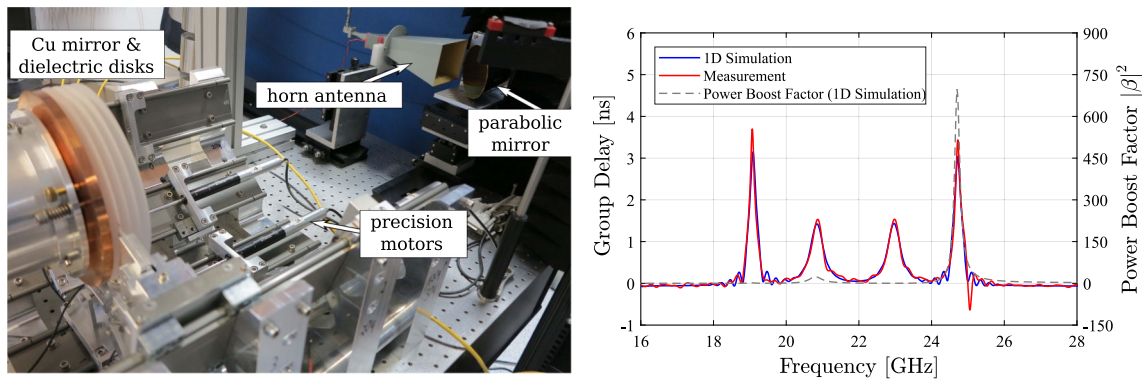 Cu mirror &
dielectric disks
horn antenna
parabolic
mirror
precision
motors
Group Delay [ns]
6
5
4
3
2
1
0
-1
1D Simulation
Measurement
Power Boost Factor (1D Simulation)
900
750
600
450
300
150
0
-150
Power Boost Factor |β|²
16 18 20 22 24 26 28
Frequency [GHz]